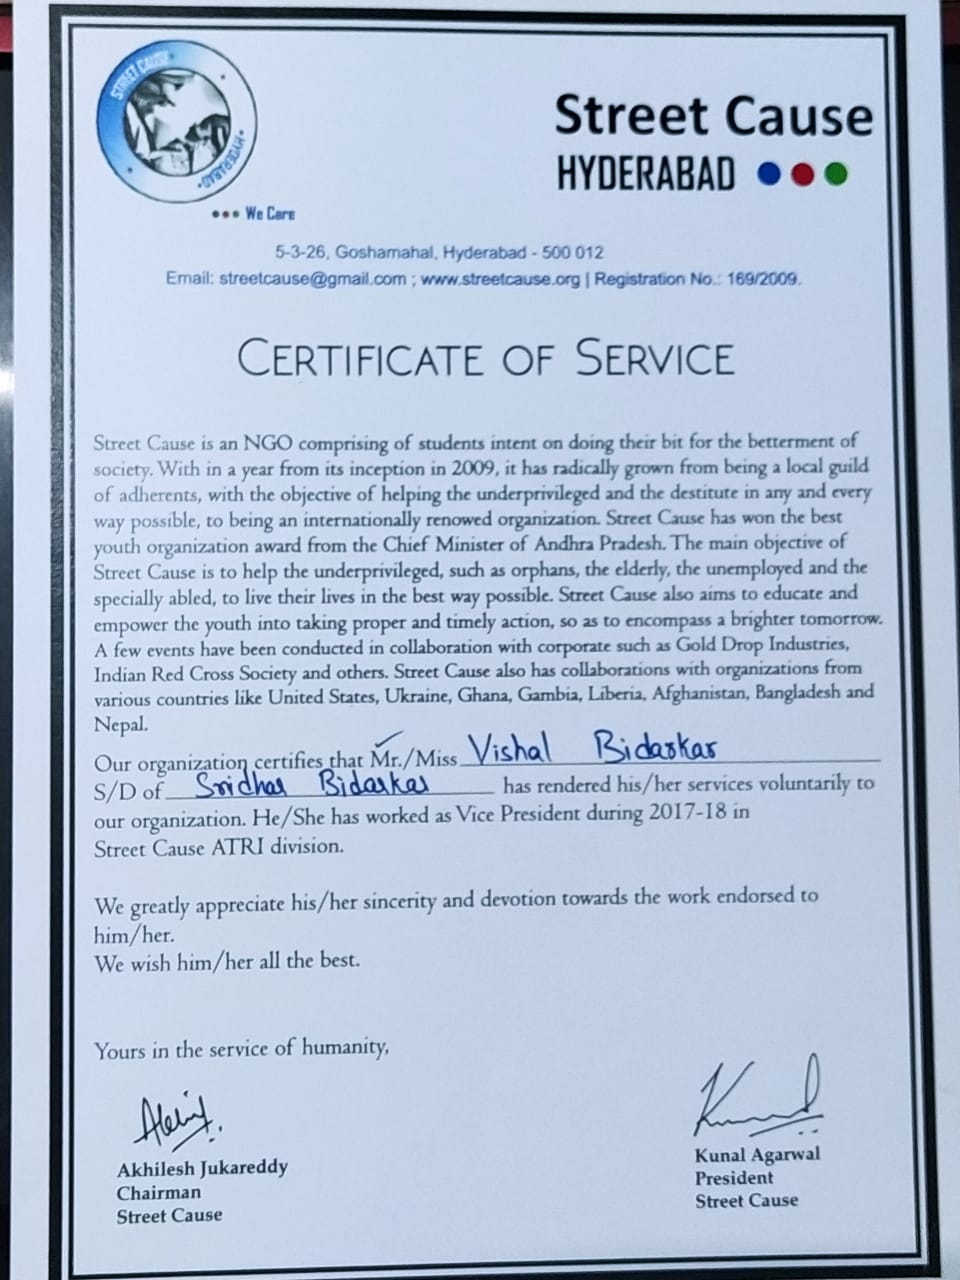 STREET CAUSE
HYDERABAD
We Care
Street Cause
HYDERABAD
5-3-26, Goshamahal, Hyderabad - 500 012
Email: streetcause@gmail.com ; www.streetcause.org | Registration No.: 169/2009.
CERTIFICATE OF SERVICE
Street Cause is an NGO comprising of students intent on doing their bit for the betterment of
society. With in a year from its inception in 2009, it has radically grown from being a local guild
of adherents, with the objective of helping the underprivileged and the destitute in any and every
way possible, to being an internationally renowed organization. Street Cause has won the best
youth organization award from the Chief Minister of Andhra Pradesh. The main objective of
Street Cause is to help the underprivileged, such as orphans, the elderly, the unemployed and the
specially abled, to live their lives in the best way possible. Street Cause also aims to educate and
empower the youth into taking proper and timely action, so as to encompass a brighter tomorrow.
A few events have been conducted in collaboration with corporate such as Gold Drop Industries,
Indian Red Cross Society and others. Street Cause also has collaborations with organizations from
various countries like United States, Ukraine, Ghana, Gambia, Liberia, Afghanistan, Bangladesh and
Nepal.
Our organization certifies that Mr./Miss Vishal Bidarkar
S/D of Sridhar Bidarkar has rendered his/her services voluntarily to
our organization. He/She has worked as Vice President during 2017-18 in
Street Cause ATRI division.
We greatly appreciate his/her sincerity and devotion towards the work endorsed to
him/her.
We wish him/her all the best.
Yours in the service of humanity,
Akhilesh Jukareddy
Chairman
Street Cause
Kunal Agarwal
President
Street Cause